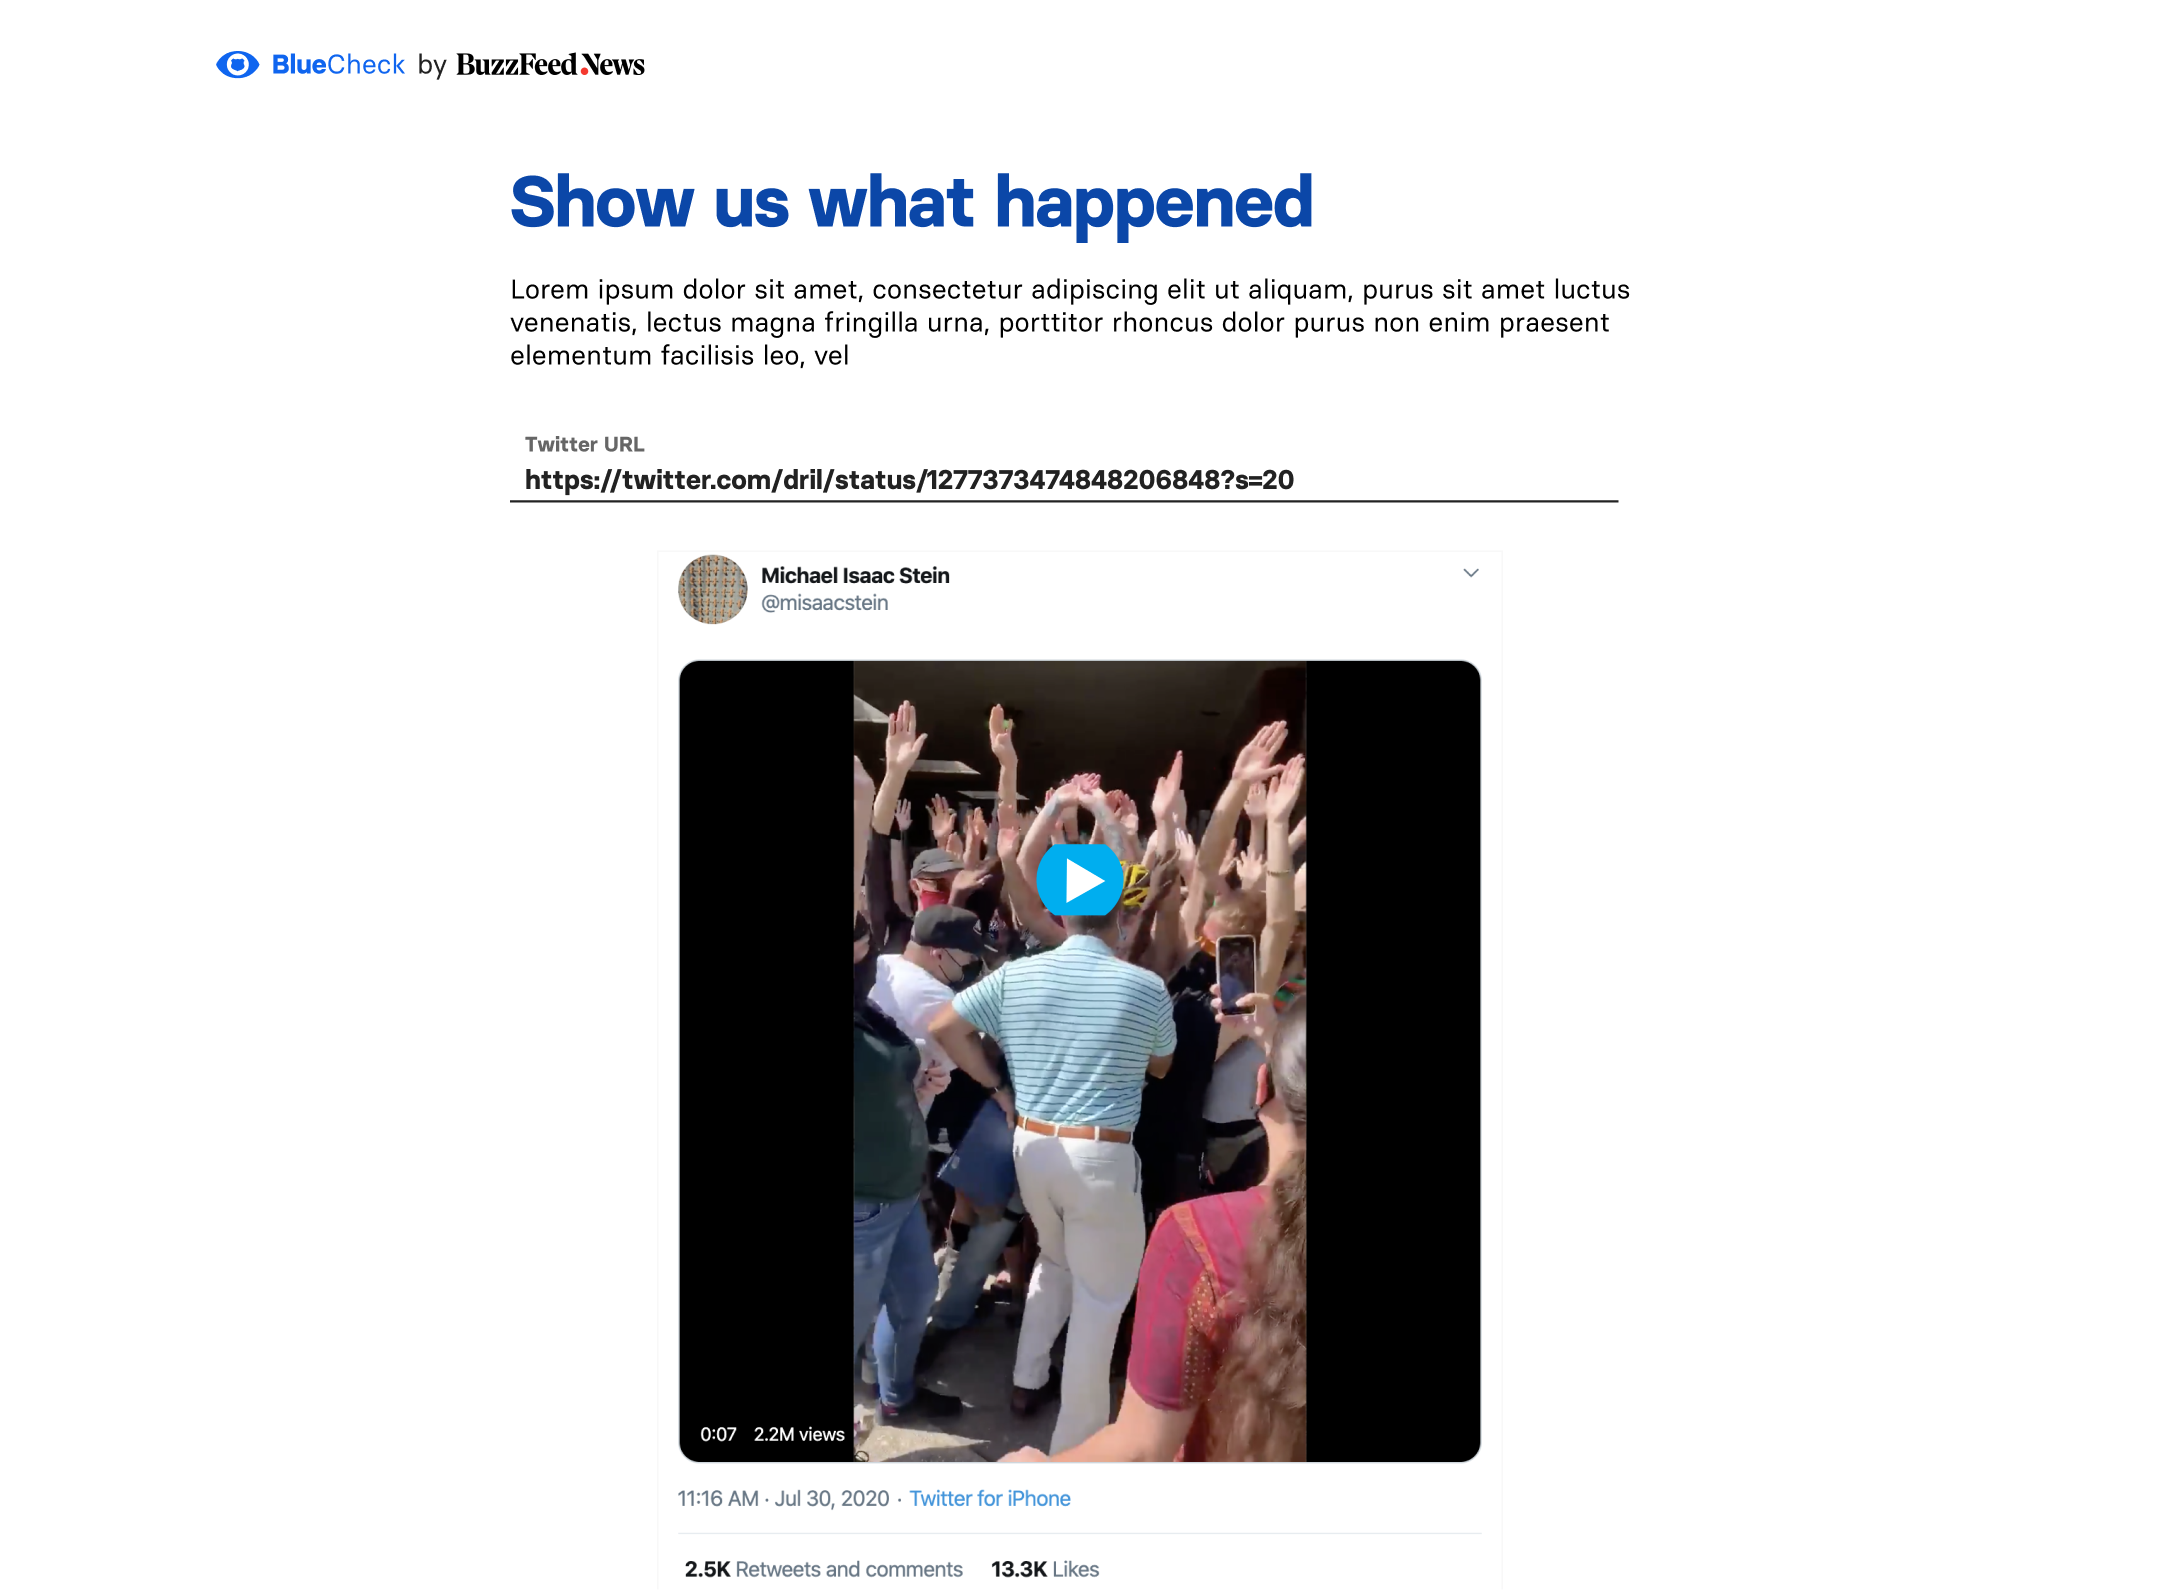 BlueCheck by BuzzFeed News
Show us what happened
Lorem ipsum dolor sit amet, consectetur adipiscing elit ut aliquam, purus sit amet luctus
venenatis, lectus magna fringilla urna, porttitor rhoncus dolor purus non enim praesent
elementum facilisis leo, vel
Twitter URL
https://twitter.com/dril/status/1277373474848206848?s=20
Michael Isaac Stein
@misaacstein
0:07 2.2M views
11:16 AM · Jul 30, 2020 · Twitter for iPhone
2.5K Retweets and comments 13.3K Likes